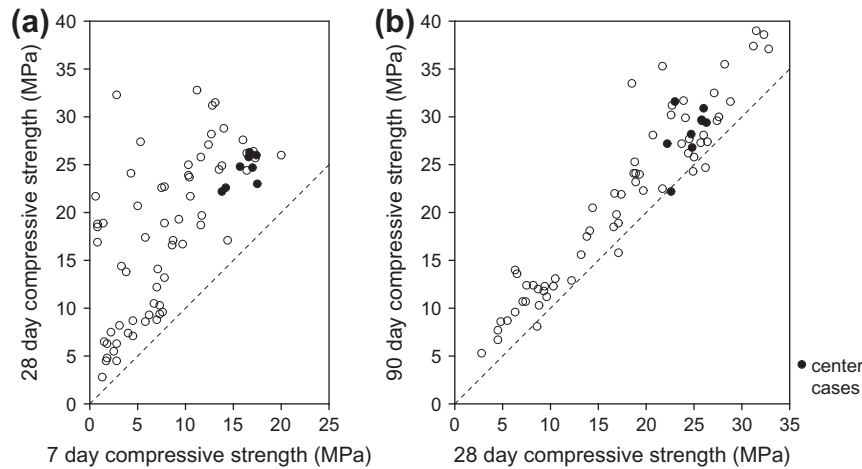 (a)
28 day compressive strength (MPa)
40
35
30
25
20
15
10
5
0
0 5 10 15 20 25
7 day compressive strength (MPa)
(b)
90 day compressive strength (MPa)
40
35
30
25
20
15
10
5
0
0 5 10 15 20 25 30 35
28 day compressive strength (MPa)
center
cases